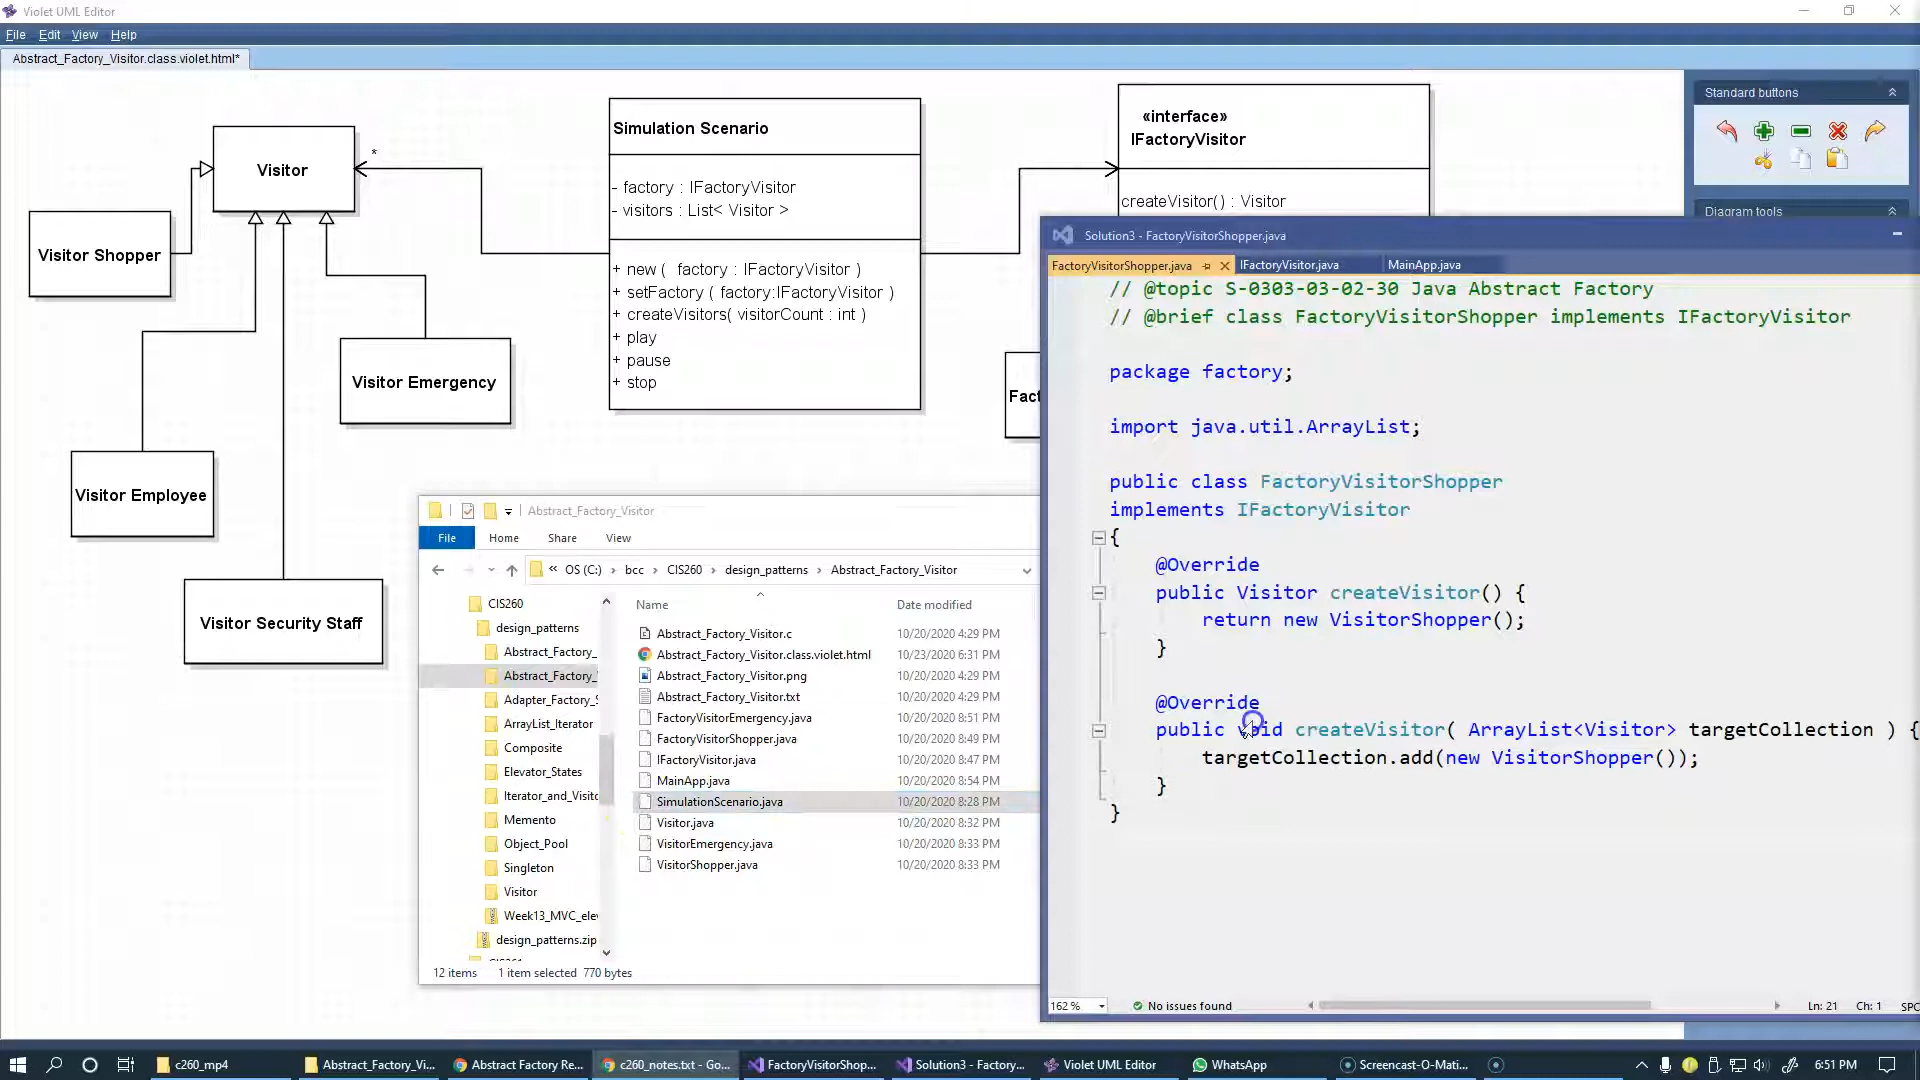 Violet UML Editor
File Edit View Help
Abstract_Factory_Visitor.class.violet.html*
Visitor
*
Visitor Shopper
Visitor Emergency
Visitor Employee
Visitor Security Staff
Simulation Scenario
- factory : IFactoryVisitor
- visitors : List< Visitor >
+ new ( factory : IFactoryVisitor )
+ setFactory ( factory:IFactoryVisitor )
+ createVisitors( visitorCount : int )
+ play
+ pause
+ stop
«interface»
IFactoryVisitor
createVisitor() : Visitor
Fact
Standard buttons
Diagram tools
Solution3 - FactoryVisitorShopper.java
FactoryVisitorShopper.java IFactoryVisitor.java MainApp.java
// @topic S-0303-03-02-30 Java Abstract Factory
// @brief class FactoryVisitorShopper implements IFactoryVisitor
package factory;
import java.util.ArrayList;
public class FactoryVisitorShopper
implements IFactoryVisitor
{
@Override
public Visitor createVisitor() {
return new VisitorShopper();
}
@Override
public void createVisitor( ArrayList<Visitor> targetCollection ) {
targetCollection.add(new VisitorShopper());
}
}
162 % No issues found Ln: 21 Ch: 1 SPC
Abstract_Factory_Visitor
File Home Share View
« OS (C:) › bcc › CIS260 › design_patterns › Abstract_Factory_Visitor
CIS260
design_patterns
Abstract_Factory_
Abstract_Factory_
Adapter_Factory_S
ArrayList_Iterator
Composite
Elevator_States
Iterator_and_Visito
Memento
Object_Pool
Singleton
Visitor
Week13_MVC_elev
design_patterns.zip
Name Date modified
Abstract_Factory_Visitor.c 10/20/2020 4:29 PM
Abstract_Factory_Visitor.class.violet.html 10/23/2020 6:31 PM
Abstract_Factory_Visitor.png 10/20/2020 4:29 PM
Abstract_Factory_Visitor.txt 10/20/2020 4:29 PM
FactoryVisitorEmergency.java 10/20/2020 8:51 PM
FactoryVisitorShopper.java 10/20/2020 8:49 PM
IFactoryVisitor.java 10/20/2020 8:47 PM
MainApp.java 10/20/2020 8:54 PM
SimulationScenario.java 10/20/2020 8:28 PM
Visitor.java 10/20/2020 8:32 PM
VisitorEmergency.java 10/20/2020 8:33 PM
VisitorShopper.java 10/20/2020 8:33 PM
12 items 1 item selected 770 bytes
c260_mp4 Abstract_Factory_Vi... Abstract Factory Re... c260_notes.txt - Go... FactoryVisitorShop... Solution3 - Factory... Violet UML Editor WhatsApp Screencast-O-Mati... 6:51 PM